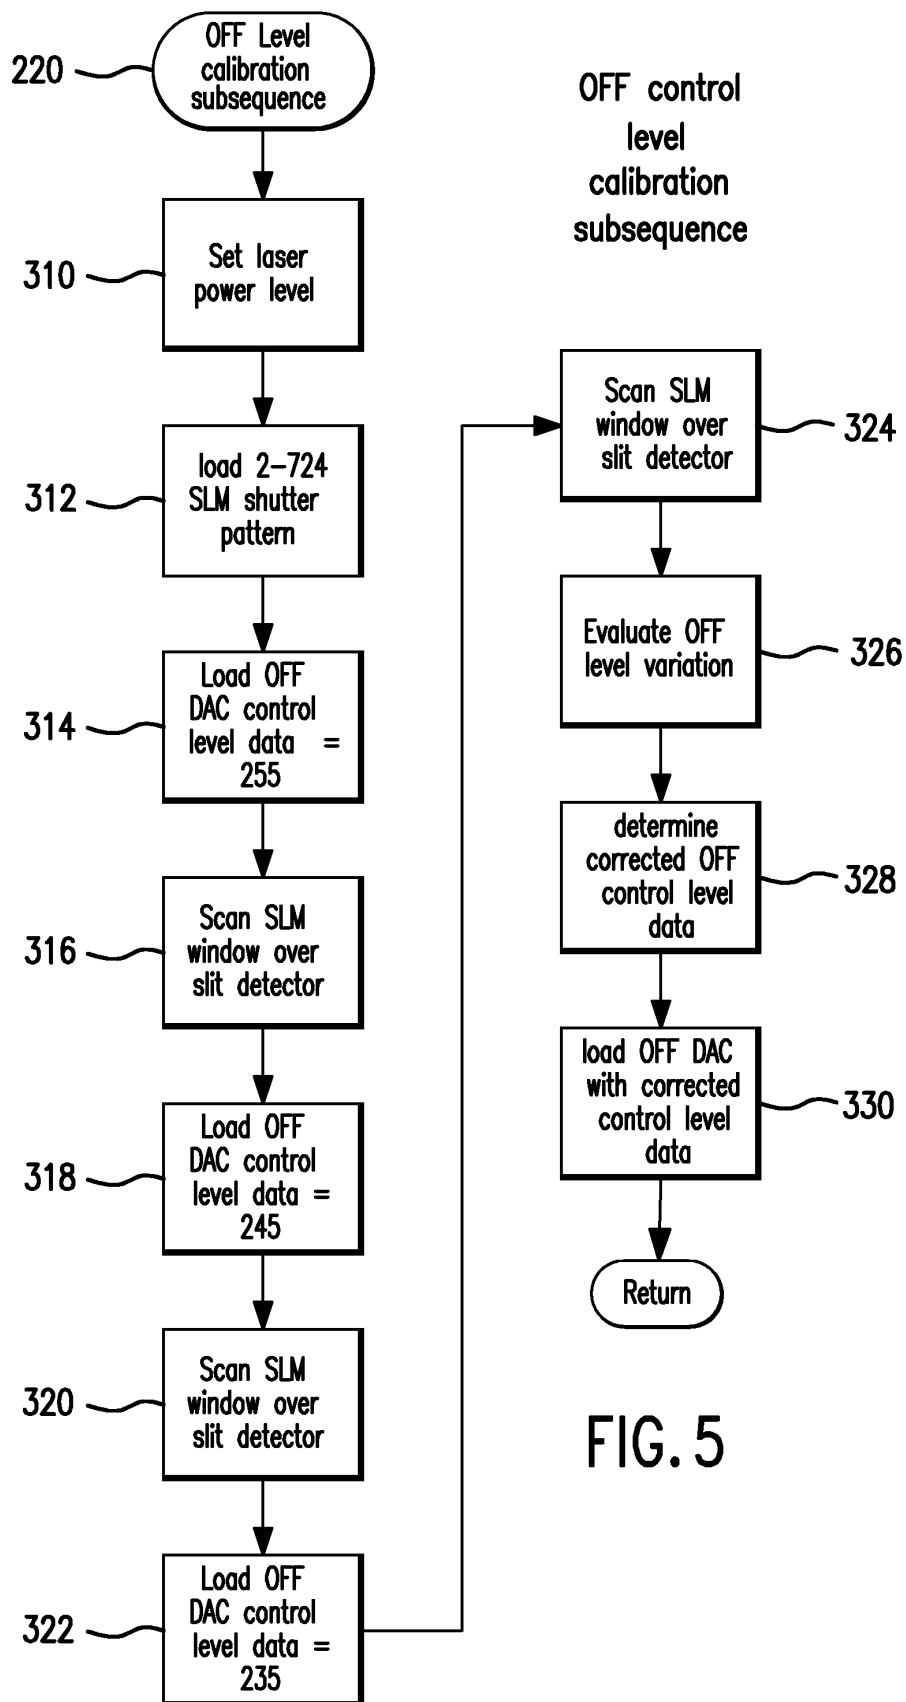 220
OFF Level
calibration
subsequence
OFF control
level
calibration
subsequence
310
Set laser
power level
312
load 2-724
SLM shutter
pattern
314
Load OFF
DAC control
level data =
255
316
Scan SLM
window over
slit detector
318
Load OFF
DAC control
level data =
245
320
Scan SLM
window over
slit detector
322
Load OFF
DAC control
level data =
235
Scan SLM
window over
slit detector
324
Evaluate OFF
level variation
326
determine
corrected OFF
control level
data
328
load OFF DAC
with corrected
control level
data
330
Return
FIG. 5